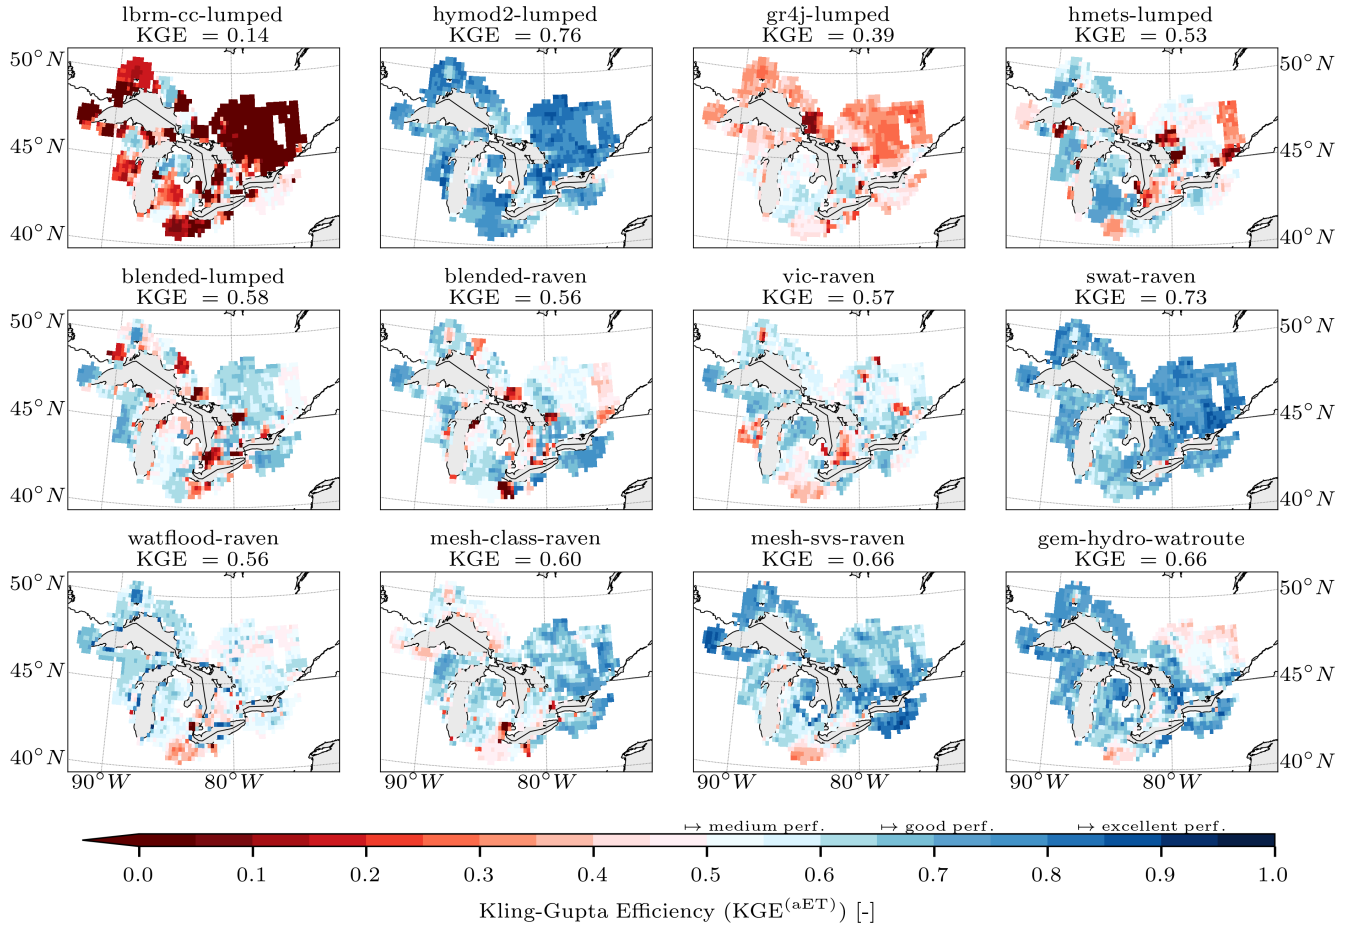 lbrm-cc-lumped
KGE = 0.14
hymod2-lumped
KGE = 0.76
gr4j-lumped
KGE = 0.39
hmets-lumped
KGE = 0.53
50°N
45°N
40°N
50°N
45°N
40°N
blended-lumped
KGE = 0.58
blended-raven
KGE = 0.56
vic-raven
KGE = 0.57
swat-raven
KGE = 0.73
50°N
45°N
40°N
50°N
45°N
40°N
watflood-raven
KGE = 0.56
mesh-class-raven
KGE = 0.60
mesh-svs-raven
KGE = 0.66
gem-hydro-watroute
KGE = 0.66
50°N
45°N
40°N
50°N
45°N
40°N
90°W 80°W
90°W 80°W
90°W 80°W
90°W 80°W
↦ medium perf. ↦ good perf. ↦ excellent perf.
0.0 0.1 0.2 0.3 0.4 0.5 0.6 0.7 0.8 0.9 1.0
Kling-Gupta Efficiency (KGE(aET)) [-]